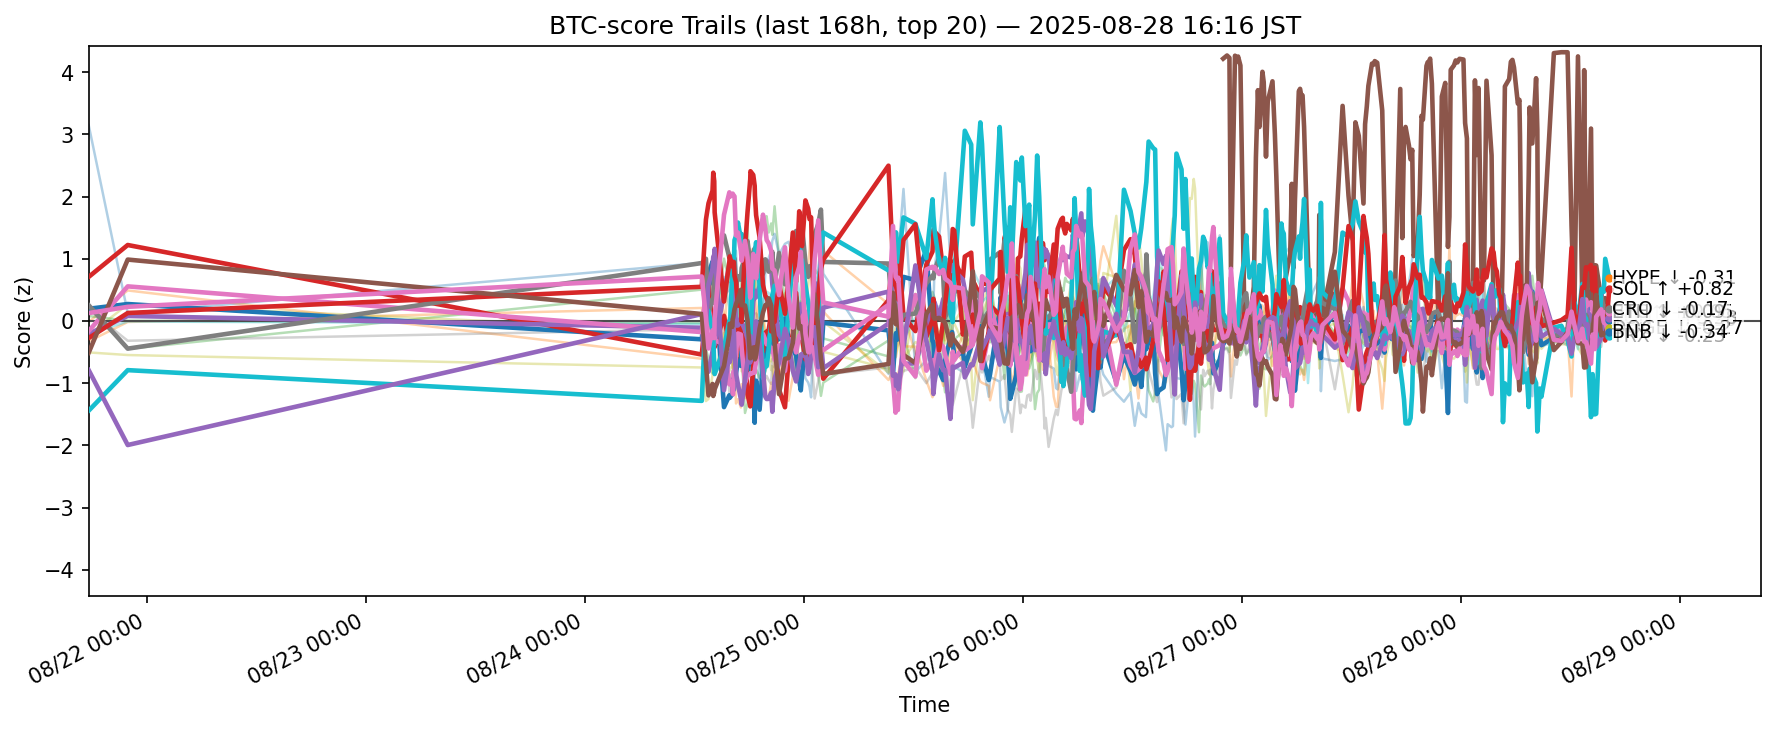 BTC-score Trails (last 168h, top 20) — 2025-08-28 16:16 JST
Score (z)
4
3
2
1
0
−1
−2
−3
−4
HYPE ↓ -0.31
SOL ↑ +0.82
CRO ↓ -0.17
BNB ↓ -0.34
08/22 00:00
08/23 00:00
08/24 00:00
08/25 00:00
08/26 00:00
08/27 00:00
08/28 00:00
08/29 00:00
Time